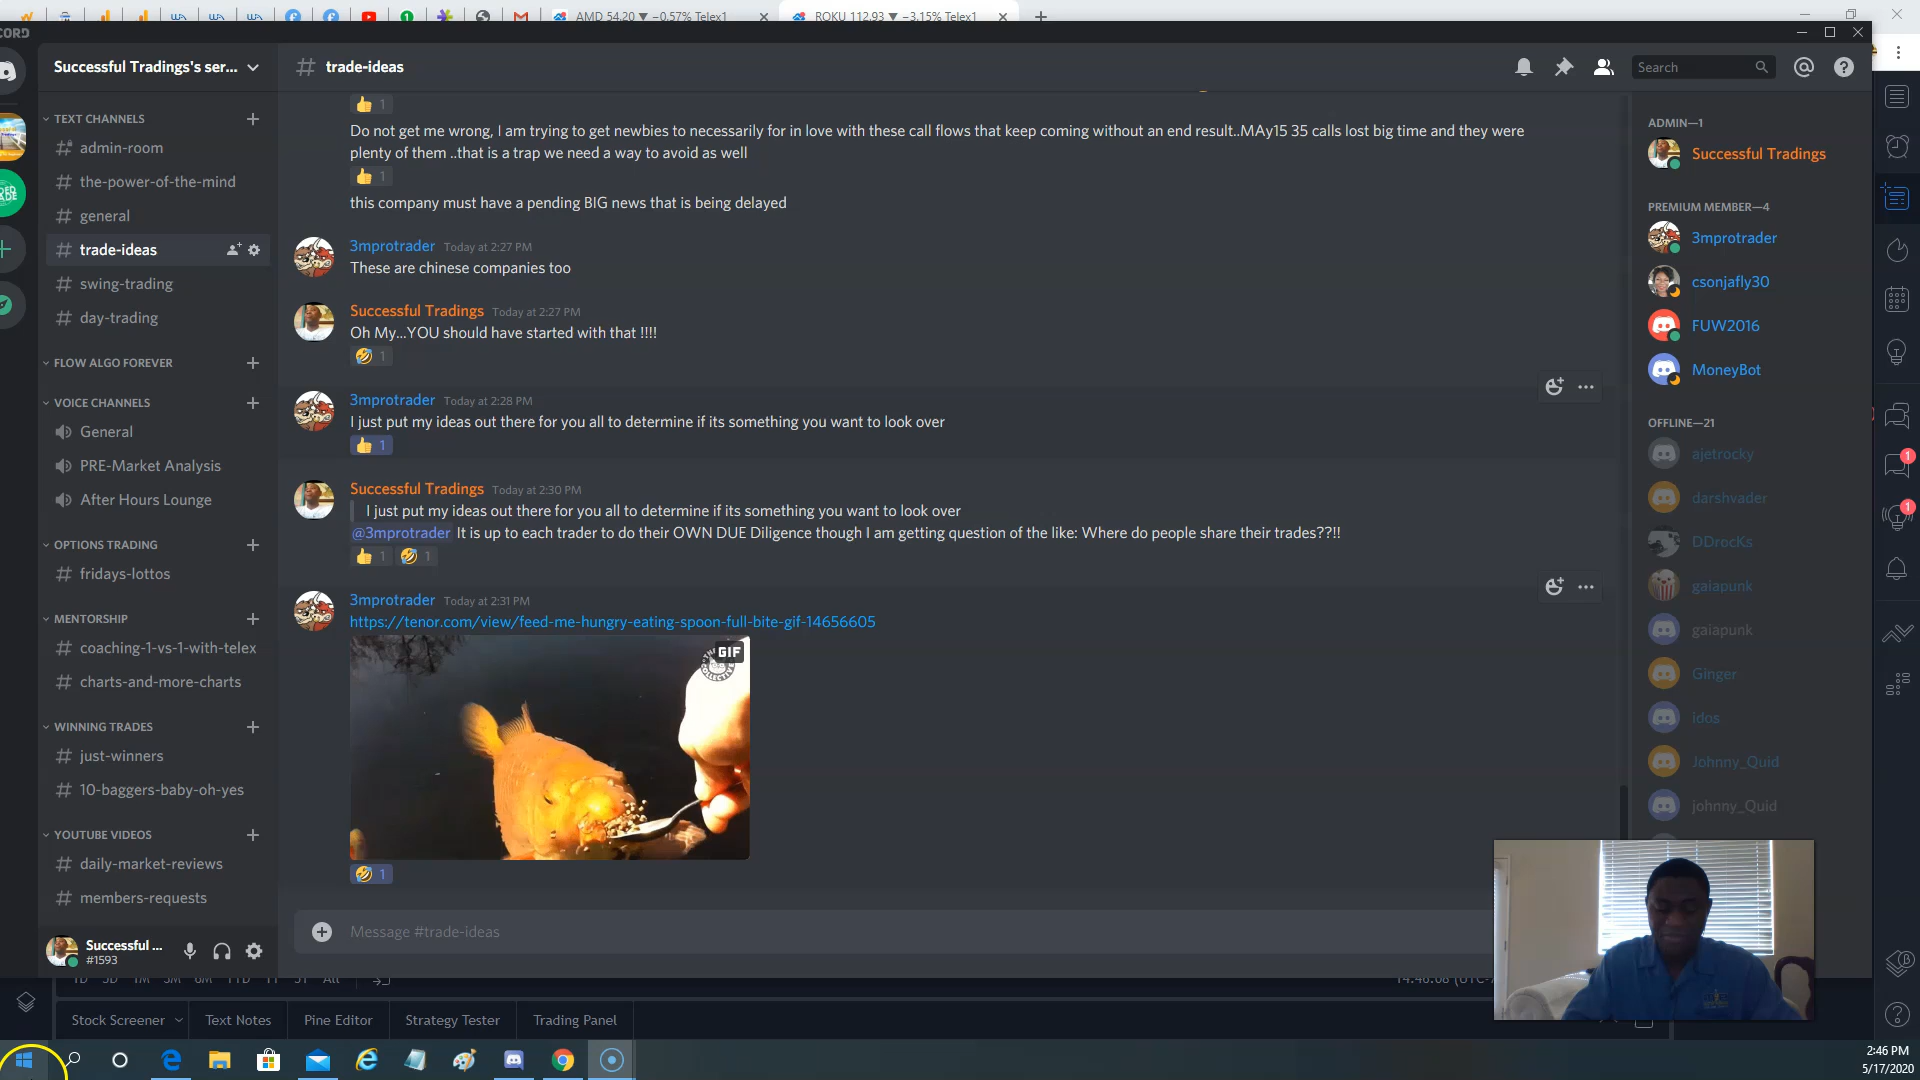 AMD 54.20 ▼ −0.57% Telex1
ROKU 112.93 ▼ −3.15% Telex1
CORD
Successful Tradings's ser...
# trade-ideas
Search
TEXT CHANNELS
admin-room
the-power-of-the-mind
general
trade-ideas
swing-trading
day-trading
FLOW ALGO FOREVER
VOICE CHANNELS
General
PRE-Market Analysis
After Hours Lounge
OPTIONS TRADING
fridays-lottos
MENTORSHIP
coaching-1-vs-1-with-telex
charts-and-more-charts
WINNING TRADES
just-winners
10-baggers-baby-oh-yes
YOUTUBE VIDEOS
daily-market-reviews
members-requests
Successful ...
#1593
1
Do not get me wrong, I am trying to get newbies to necessarily for in love with these call flows that keep coming without an end result..MAy15 35 calls lost big time and they were
plenty of them ..that is a trap we need a way to avoid as well
1
this company must have a pending BIG news that is being delayed
3mprotrader Today at 2:27 PM
These are chinese companies too
Successful Tradings Today at 2:27 PM
Oh My...YOU should have started with that !!!!
1
3mprotrader Today at 2:28 PM
I just put my ideas out there for you all to determine if its something you want to look over
1
Successful Tradings Today at 2:30 PM
I just put my ideas out there for you all to determine if its something you want to look over
@3mprotrader It is up to each trader to do their OWN DUE Diligence though I am getting question of the like: Where do people share their trades??!!
1 1
3mprotrader Today at 2:31 PM
https://tenor.com/view/feed-me-hungry-eating-spoon-full-bite-gif-14656605
GIF
1
Message #trade-ideas
ADMIN—1
Successful Tradings
PREMIUM MEMBER—4
3mprotrader
csonjafly30
FUW2016
MoneyBot
OFFLINE—21
ajetrocky
darshvader
DDrocKs
gaiapunk
gaiapunk
Ginger
idos
Johnny_Quid
johnny_Quid
1
1
Stock Screener
Text Notes
Pine Editor
Strategy Tester
Trading Panel
2:46 PM
5/17/2020